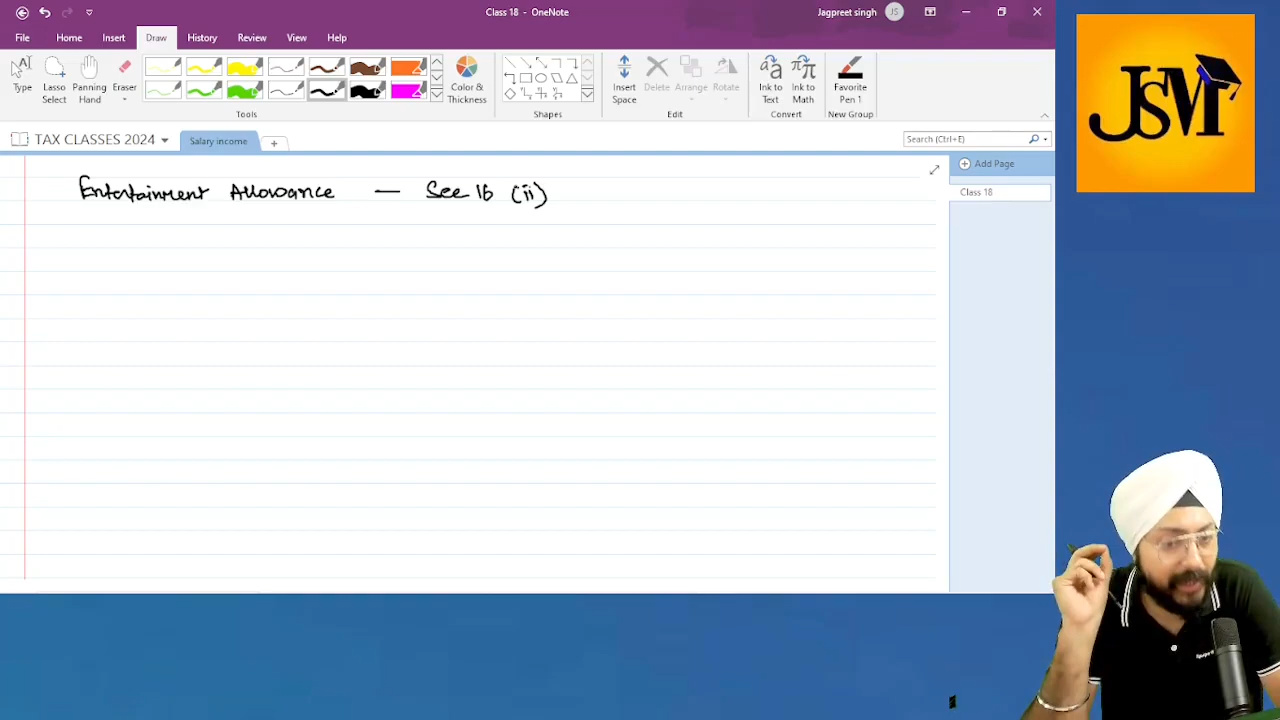 Class 18 - OneNote
Jagpreet singh
JS
File Home Insert Draw History Review View Help
Type
Lasso Select
Panning Hand
Eraser
Color & Thickness
Insert Space
Delete
Arrange
Rotate
Ink to Text
Ink to Math
Favorite Pen 1
Tools
Shapes
Edit
Convert
New Group
TAX CLASSES 2024
Salary income
Search (Ctrl+E)
Add Page
Class 18
Entertainment Allowance — Sec 16 (ii)
JSM